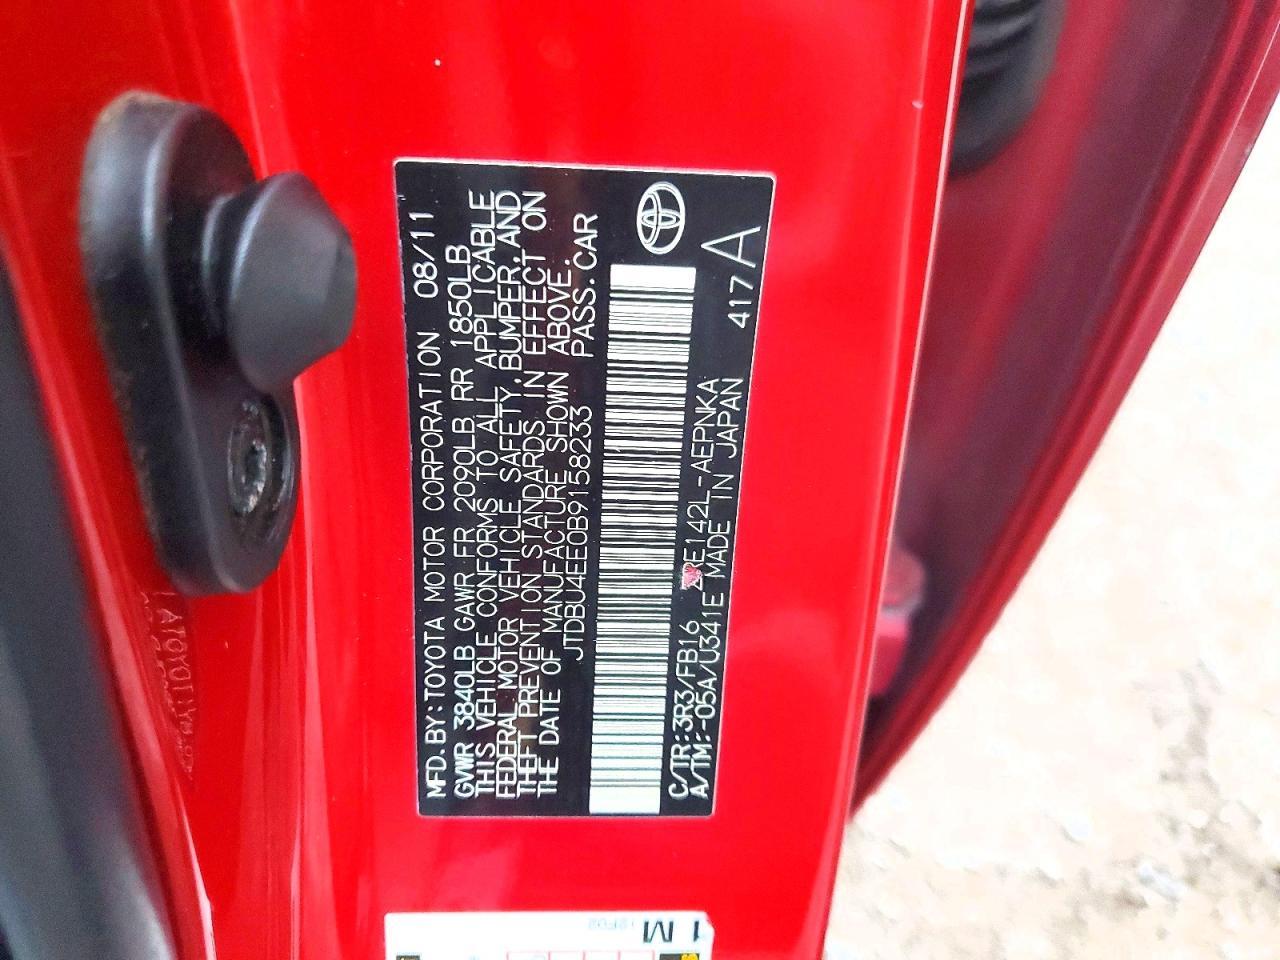 MFD.BY:TOYOTA MOTOR CORPORATION 08/11
GVWR 3840LB GAWR FR 2090LB RR 1850LB
THIS VEHICLE CONFORMS TO ALL APPLICABLE
FEDERAL MOTOR VEHICLE SAFETY,BUMPER,AND
THEFT PREVENTION STANDARDS IN EFFECT ON
THE DATE OF MANUFACTURE SHOWN ABOVE.
JTDBU4EE0B9158233 PASS.CAR
C/TR:3R3/FB16 ZRE142L-AEPNKA
A/TM:-05A/U341E MADE IN JAPAN 417A
1M